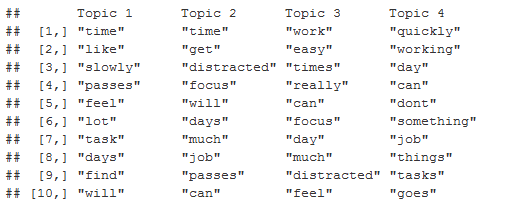 ##       Topic 1   Topic 2      Topic 3      Topic 4
##  [1,] "time"    "time"       "work"       "quickly"
##  [2,] "like"    "get"        "easy"       "working"
##  [3,] "slowly"  "distracted" "times"      "day"
##  [4,] "passes"  "focus"      "really"     "can"
##  [5,] "feel"    "will"       "can"        "dont"
##  [6,] "lot"     "days"       "focus"      "something"
##  [7,] "task"    "much"       "day"        "job"
##  [8,] "days"    "job"        "much"       "things"
##  [9,] "find"    "passes"     "distracted" "tasks"
## [10,] "will"    "can"        "feel"       "goes"